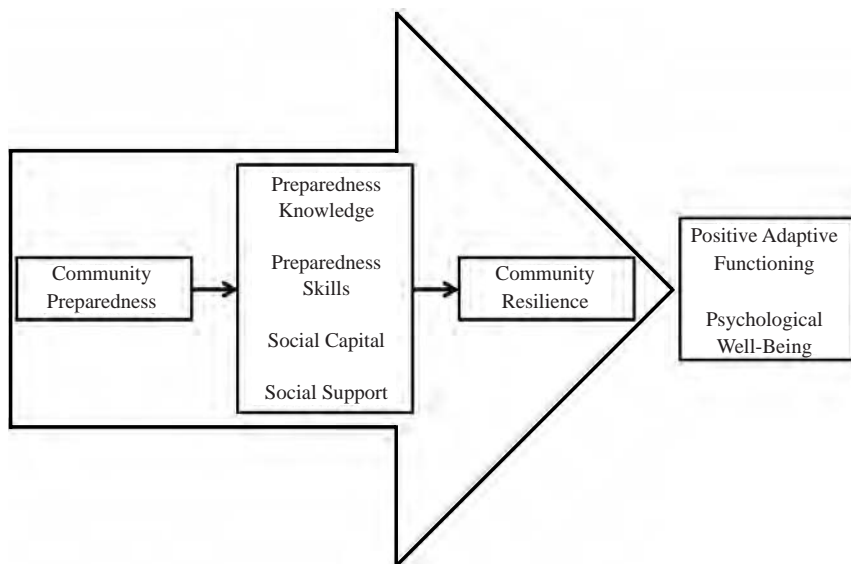 Community
Preparedness
Preparedness
Knowledge
Preparedness
Skills
Social Capital
Social Support
Community
Resilience
Positive Adaptive
Functioning
Psychological
Well-Being